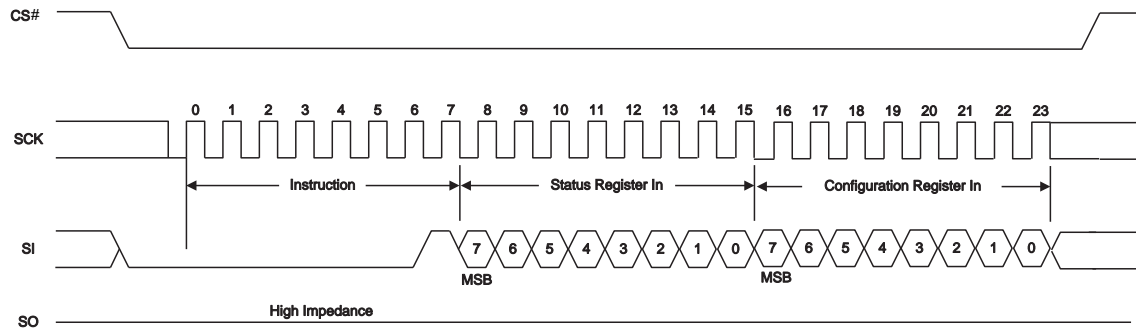 CS#
0 1 2 3 4 5 6 7 8 9 10 11 12 13 14 15 16 17 18 19 20 21 22 23
SCK
Instruction Status Register In Configuration Register In
SI 7 6 5 4 3 2 1 0 7 6 5 4 3 2 1 0
MSB MSB
High Impedance
SO